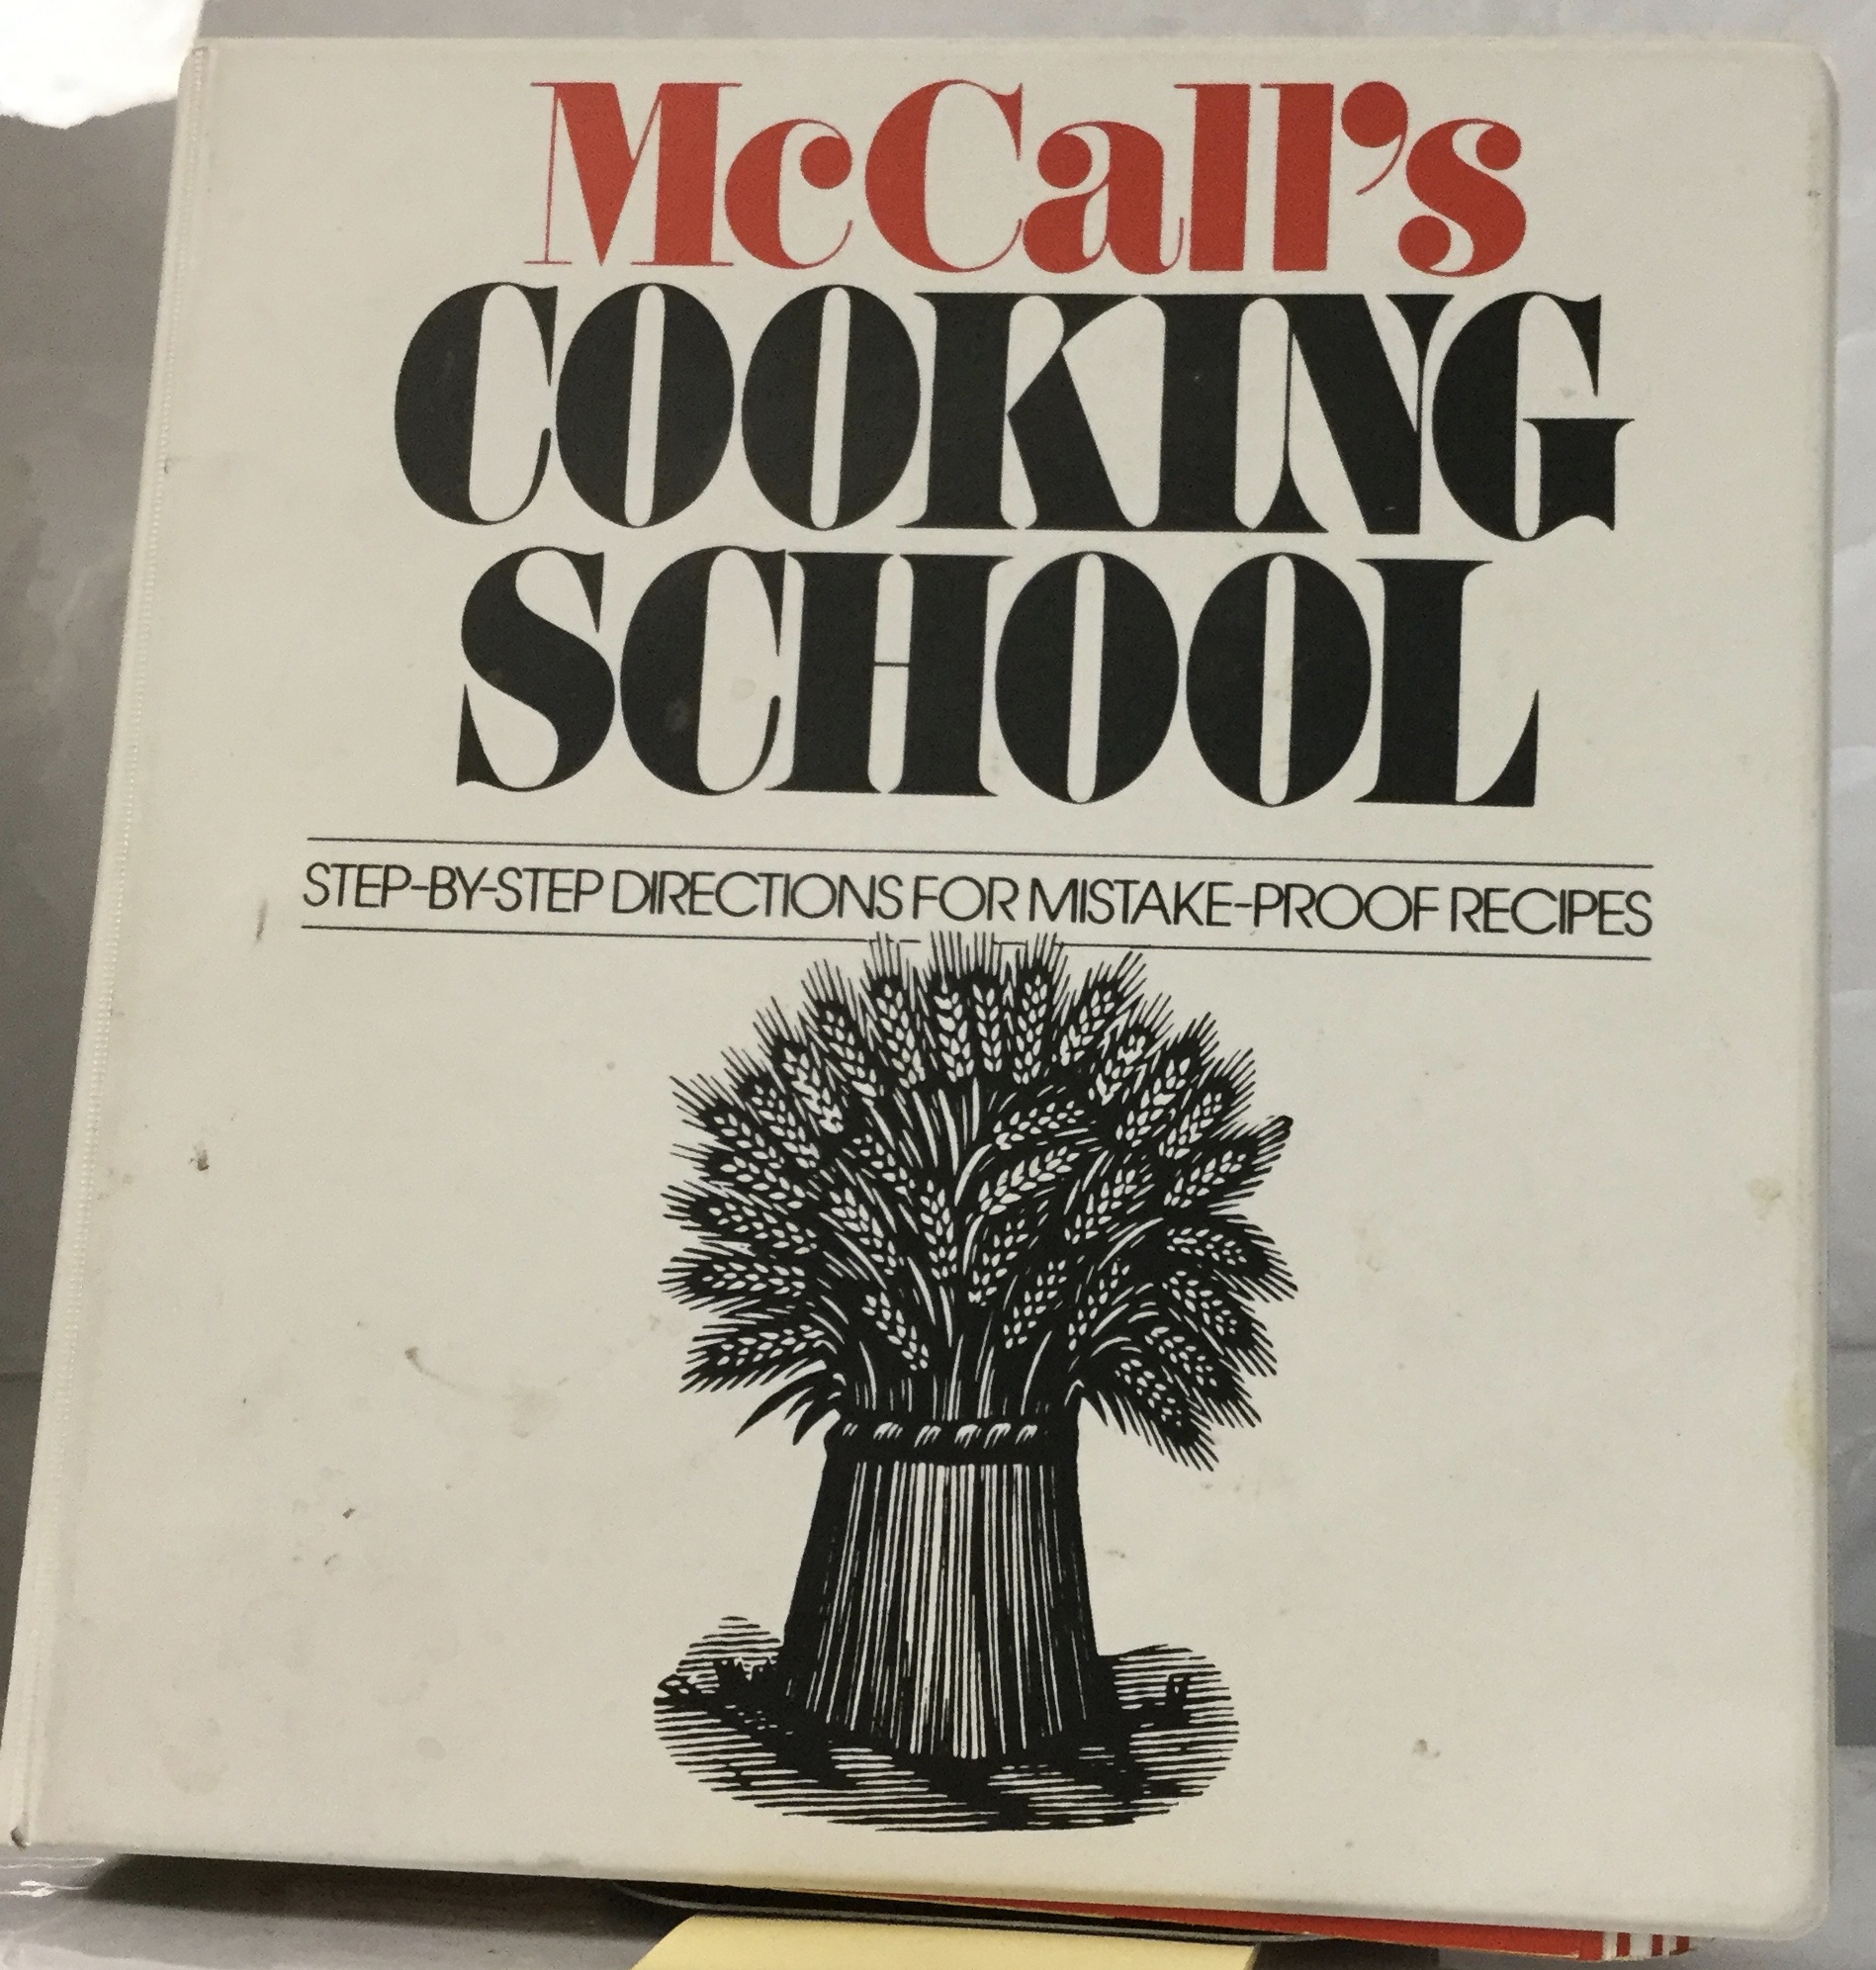 McCall's
COOKING
SCHOOL
STEP-BY-STEP DIRECTIONS FOR MISTAKE-PROOF RECIPES